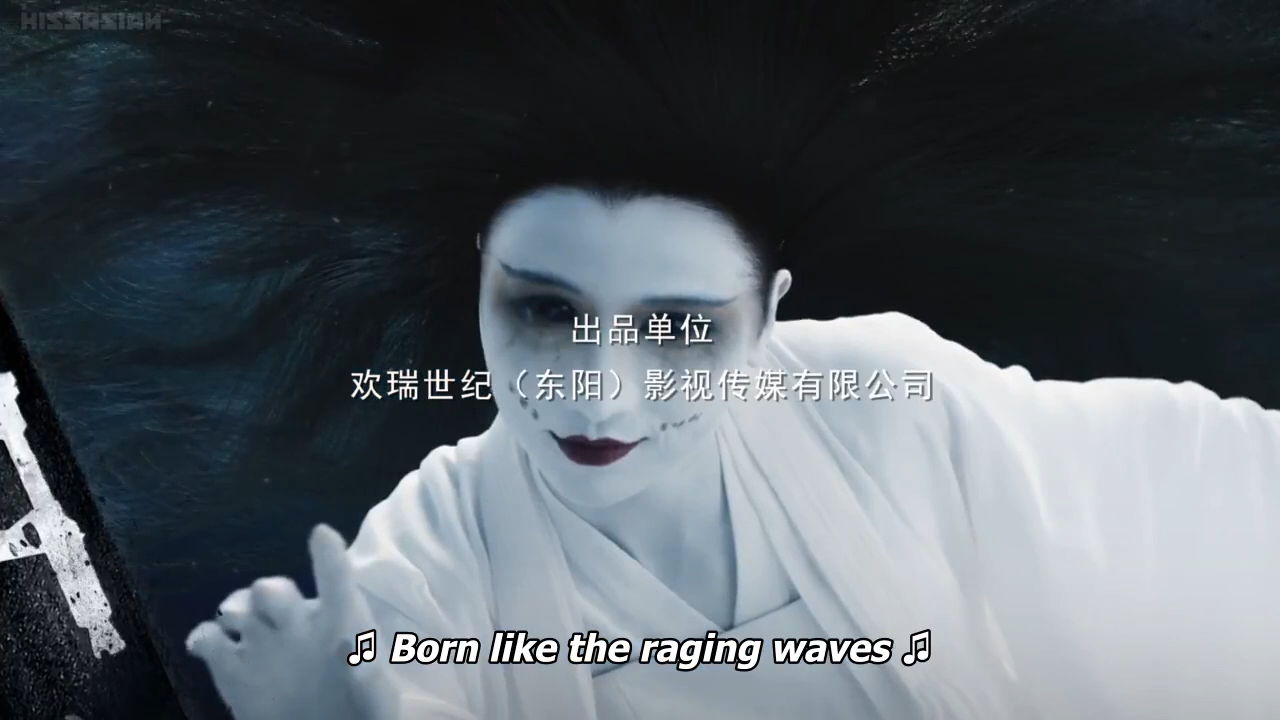 HISSASIAN
出品单位
欢瑞世纪（东阳）影视传媒有限公司
♫ Born like the raging waves ♫